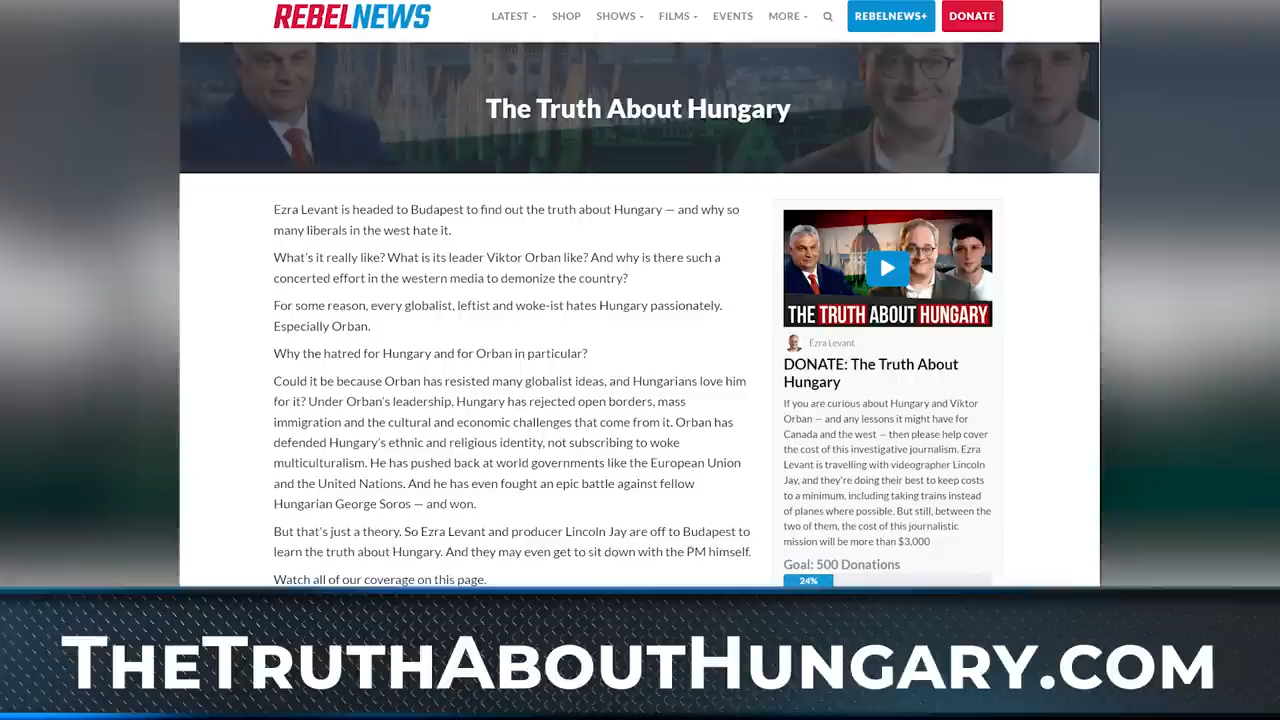 REBELNEWS
LATEST SHOP SHOWS FILMS EVENTS MORE REBELNEWS+ DONATE
The Truth About Hungary
Ezra Levant is headed to Budapest to find out the truth about Hungary — and why so
many liberals in the west hate it.
What's it really like? What is its leader Viktor Orban like? And why is there such a
concerted effort in the western media to demonize the country?
For some reason, every globalist, leftist and woke-ist hates Hungary passionately.
Especially Orban.
Why the hatred for Hungary and for Orban in particular?
Could it be because Orban has resisted many globalist ideas, and Hungarians love him
for it? Under Orban's leadership, Hungary has rejected open borders, mass
immigration and the cultural and economic challenges that come from it. Orban has
defended Hungary's ethnic and religious identity, not subscribing to woke
multiculturalism. He has pushed back at world governments like the European Union
and the United Nations. And he has even fought an epic battle against fellow
Hungarian George Soros — and won.
But that's just a theory. So Ezra Levant and producer Lincoln Jay are off to Budapest to
learn the truth about Hungary. And they may even get to sit down with the PM himself.
Watch all of our coverage on this page.
THE TRUTH ABOUT HUNGARY
Ezra Levant
DONATE: The Truth About
Hungary
If you are curious about Hungary and Viktor
Orban — and any lessons it might have for
Canada and the west — then please help cover
the cost of this investigative journalism. Ezra
Levant is travelling with videographer Lincoln
Jay, and they're doing their best to keep costs
to a minimum, including taking trains instead
of planes where possible. But still, between the
two of them, the cost of this journalistic
mission will be more than $3,000
Goal: 500 Donations
24%
THETRUTHABOUTHUNGARY.COM